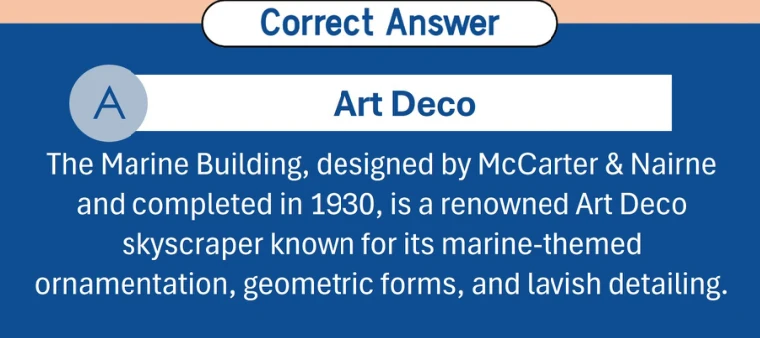 Correct Answer
A
Art Deco
The Marine Building, designed by McCarter & Nairne
and completed in 1930, is a renowned Art Deco
skyscraper known for its marine-themed
ornamentation, geometric forms, and lavish detailing.